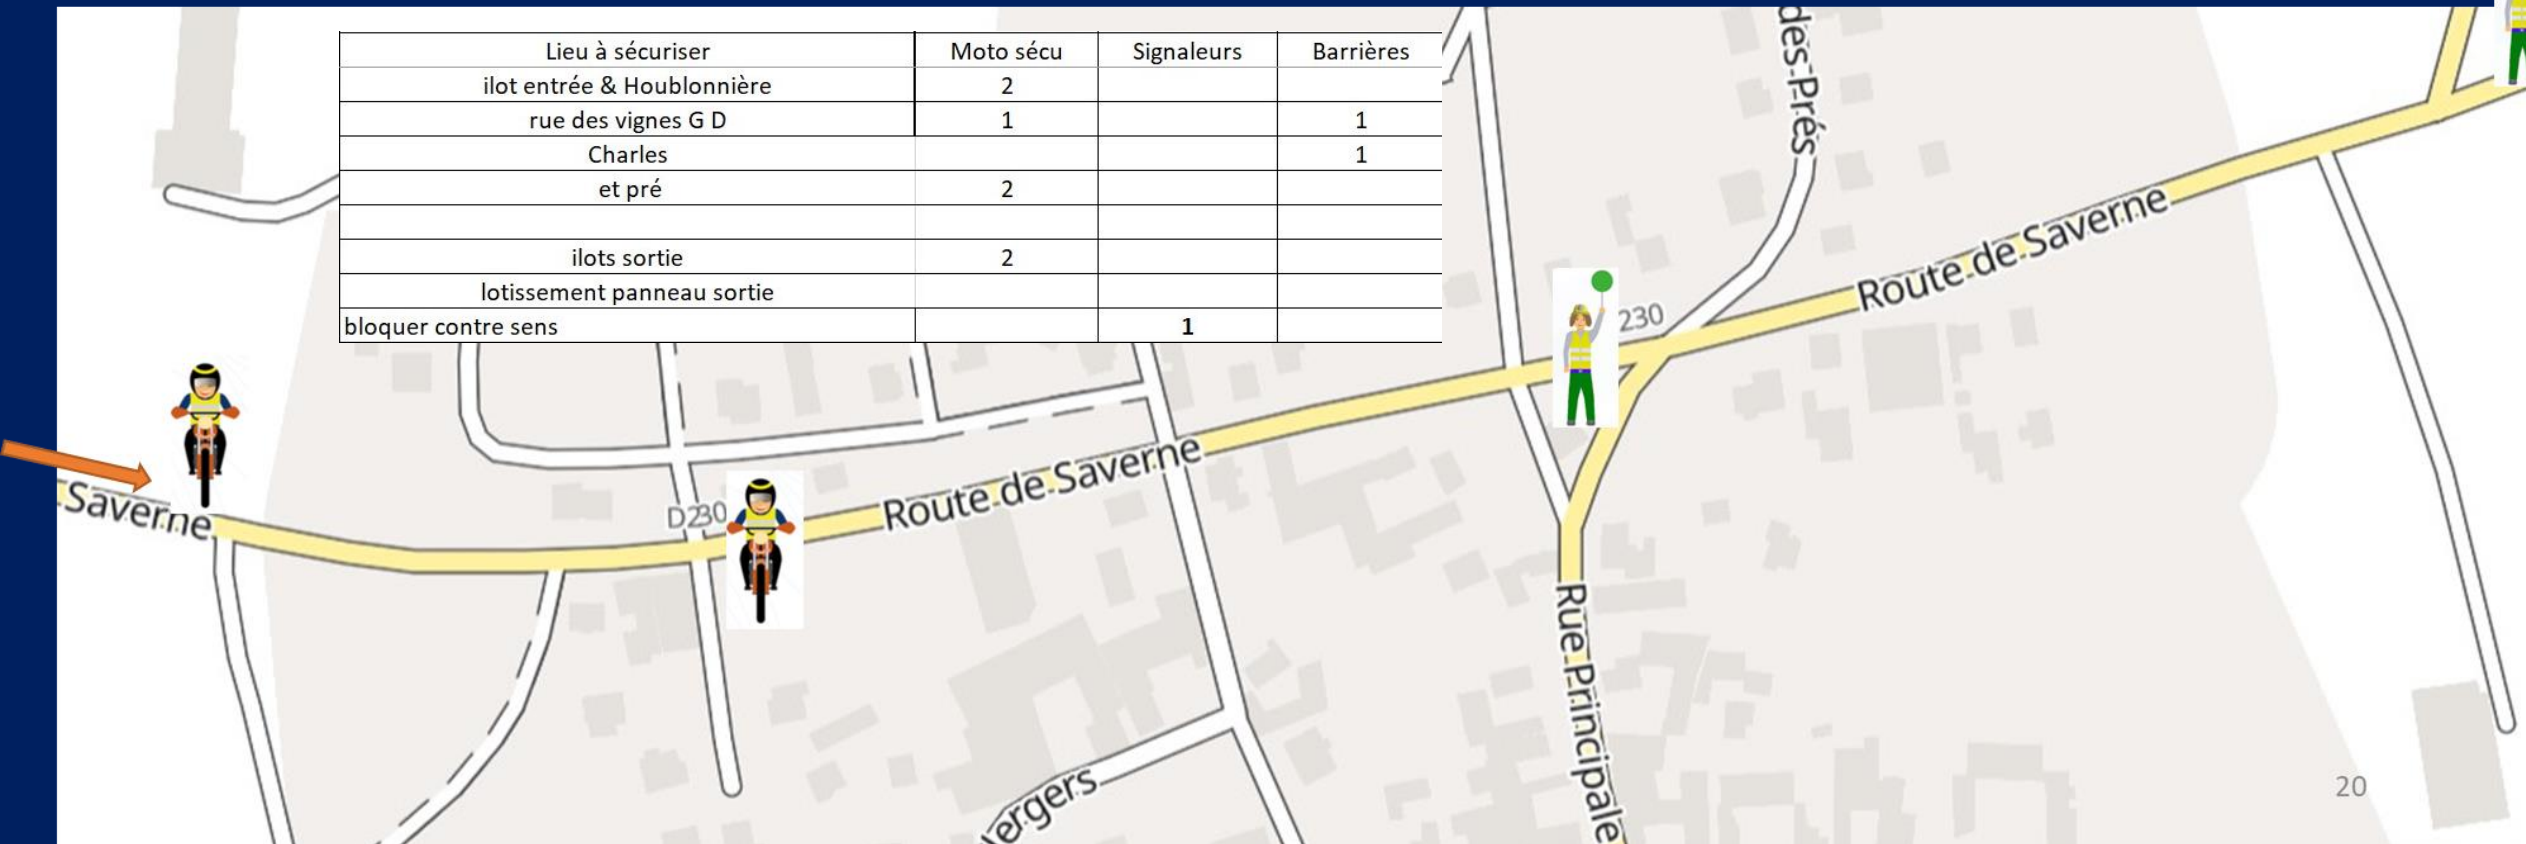 Lieu à sécuriser Moto sécu Signaleurs Barrières
ilot entrée & Houblonnière 2
rue des vignes G D 1 1
Charles 1
et pré 2
ilots sortie 2
lotissement panneau sortie
bloquer contre sens 1
des Prés
Route de Saverne
230
Saverne
D230
Route de Saverne
Rue Principale
ergers
20